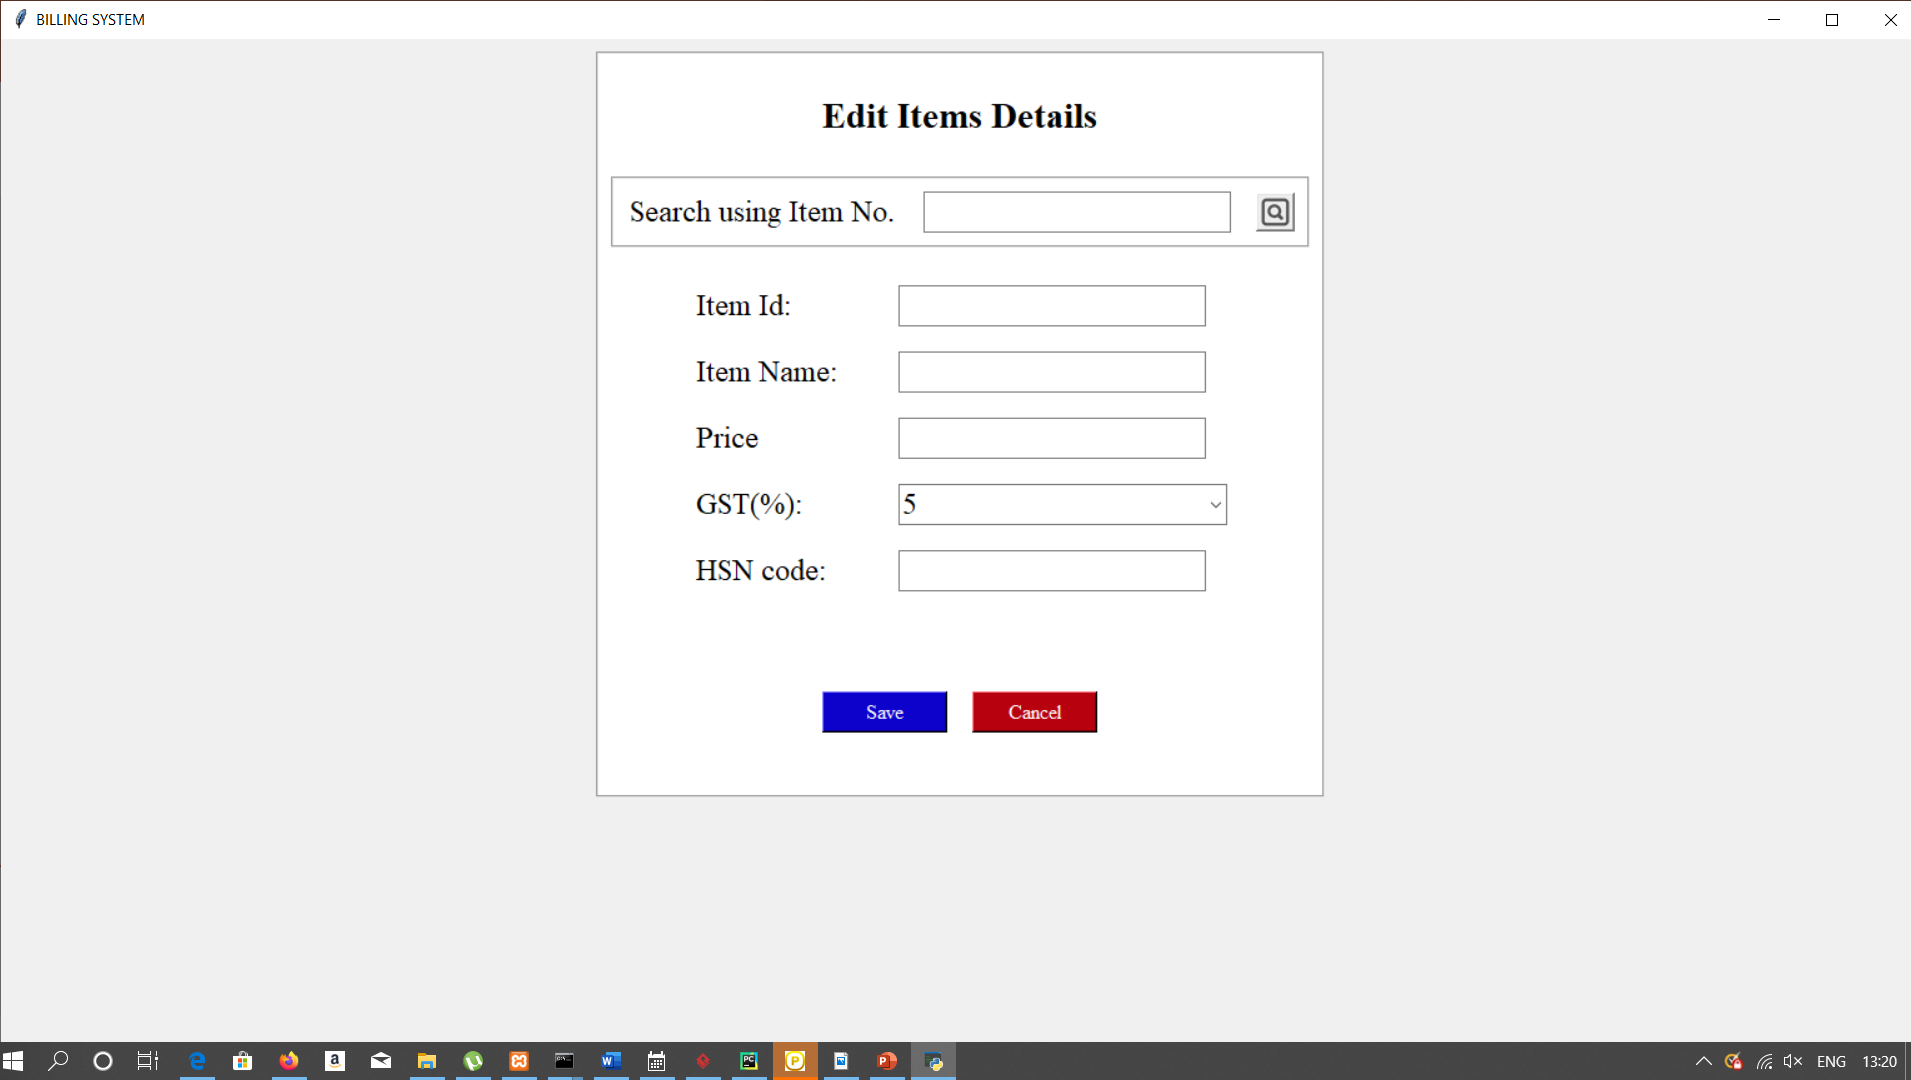 BILLING SYSTEM
Edit Items Details
Search using Item No.
Item Id:
Item Name:
Price
GST(%): 5
HSN code:
Save Cancel
ENG 13:20